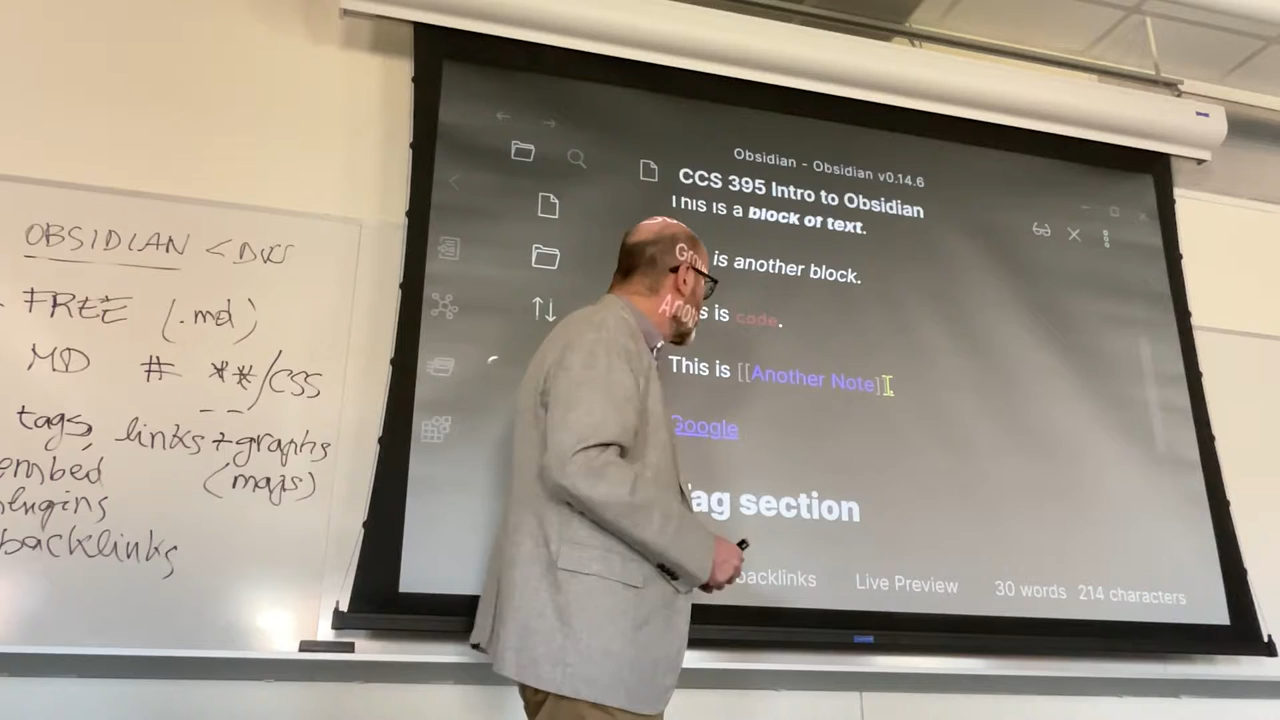 OBSIDIAN <
FREE (.md)
MD # **/CSS
tags, links + graphs
embed (maps)
backlinks
Obsidian - Obsidian v0.14.6
CCS 395 Intro to Obsidian
This is a block of text.
is another block.
is code.
This is [[Another Note]].
Google
Tag section
backlinks Live Preview 30 words 214 characters